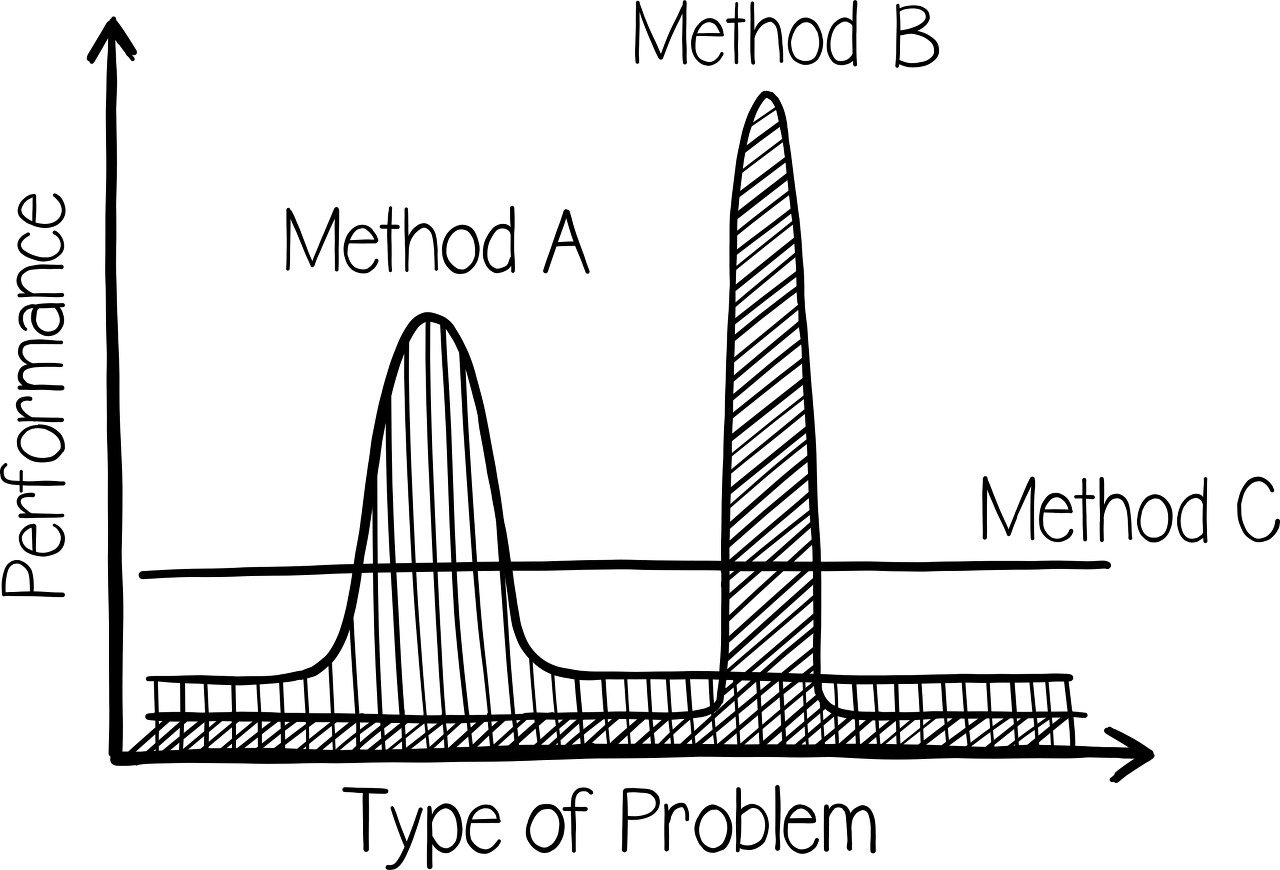 Method B
Method A
Performance
Method C
Type of Problem